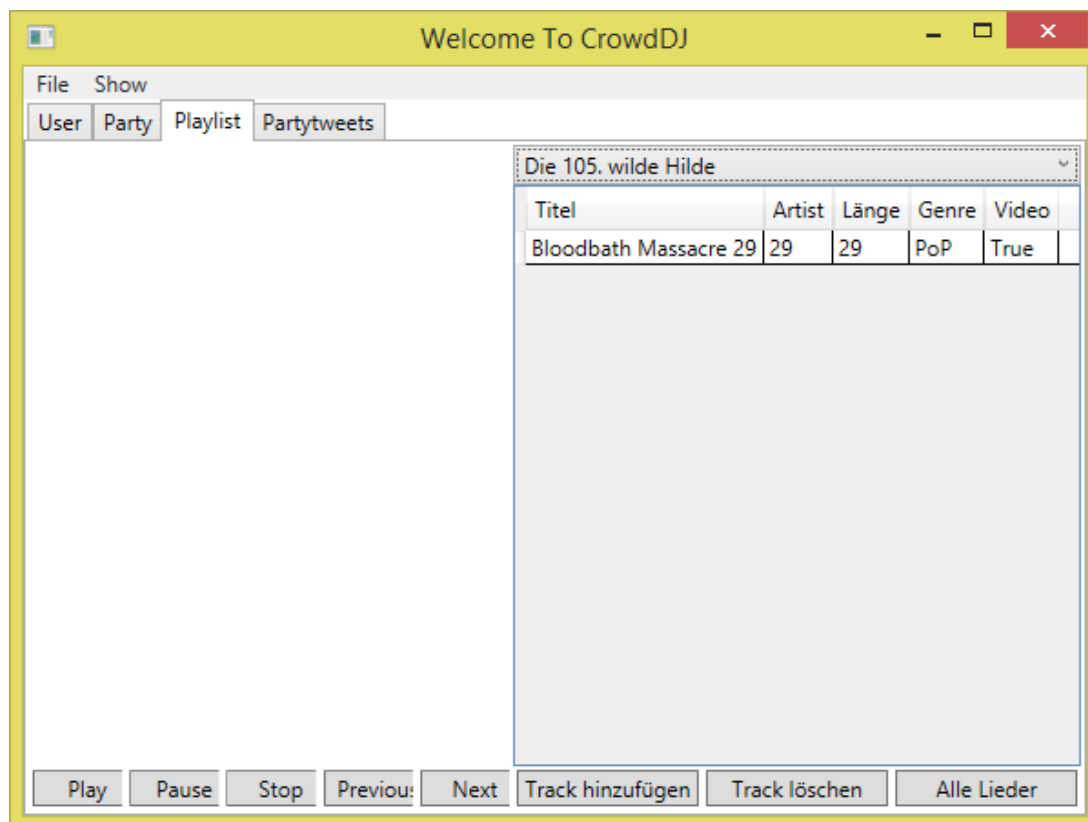 Welcome To CrowdDJ
File Show
User Party Playlist Partytweets
Die 105. wilde Hilde
Titel Artist Länge Genre Video
Bloodbath Massacre 29 29 29 PoP True
Play Pause Stop Previous Next Track hinzufügen Track löschen Alle Lieder